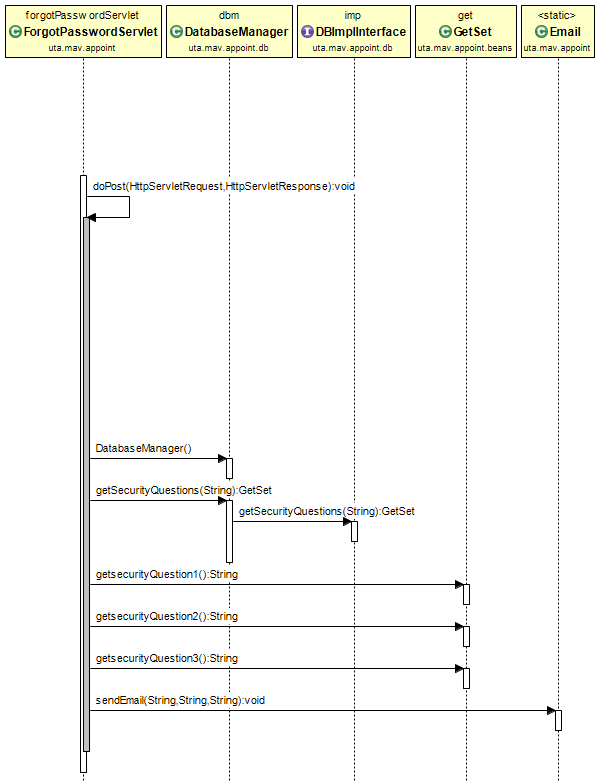 forgotPasswordServlet
C ForgotPasswordServlet
uta.mav.appoint
dbm
C DatabaseManager
uta.mav.appoint.db
imp
I DBImplInterface
uta.mav.appoint.db
get
C GetSet
uta.mav.appoint.beans
<static>
C Email
uta.mav.appoint
doPost(HttpServletRequest,HttpServletResponse):void
DatabaseManager()
getSecurityQuestions(String):GetSet
getSecurityQuestions(String):GetSet
getsecurityQuestion1():String
getsecurityQuestion2():String
getsecurityQuestion3():String
sendEmail(String,String,String):void